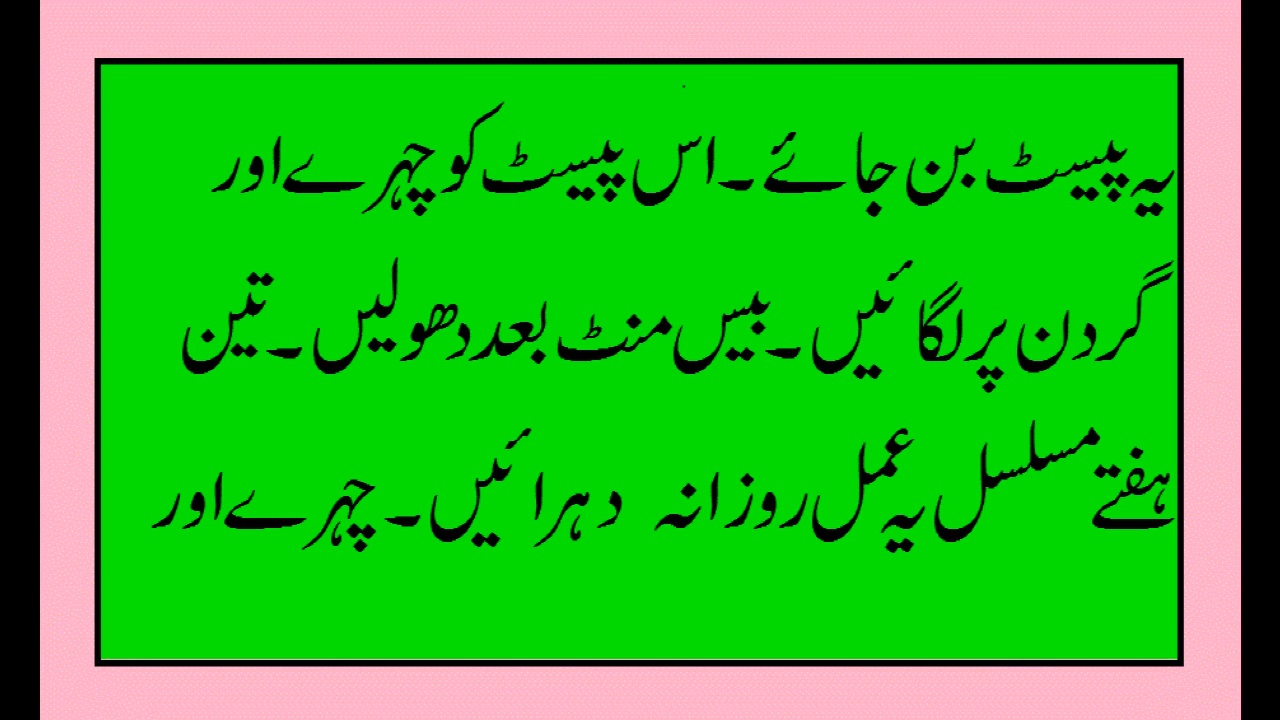 یہ پیسٹ بن جائے۔ اس پیسٹ کو چہرے اور
گردن پر لگائیں۔ بیس منٹ بعد دھولیں۔ تین
ہفتے مسلسل یہ عمل روزانہ دہرائیں۔ چہرے اور